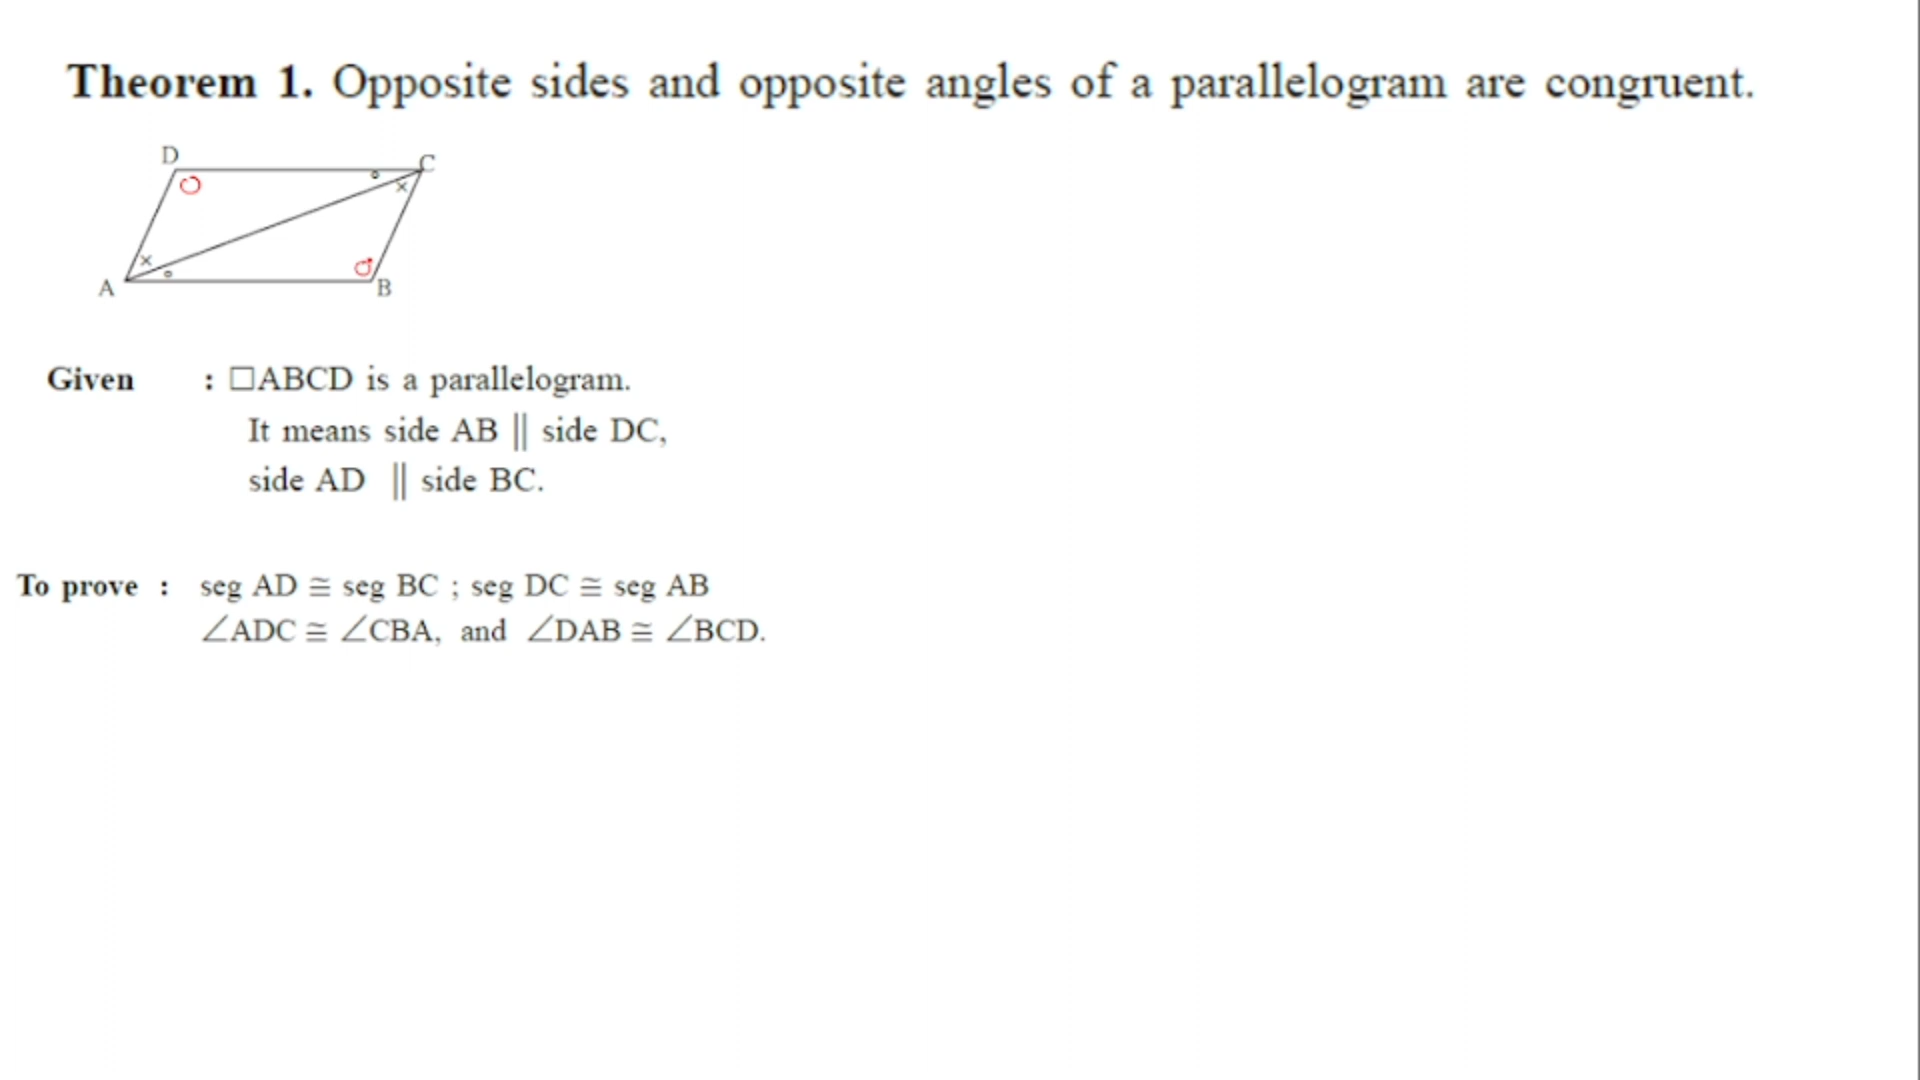 Theorem 1. Opposite sides and opposite angles of a parallelogram are congruent.
D
C
A
B
Given : □ABCD is a parallelogram.
It means side AB || side DC,
side AD || side BC.
To prove : seg AD ≅ seg BC ; seg DC ≅ seg AB
∠ADC ≅ ∠CBA, and ∠DAB ≅ ∠BCD.